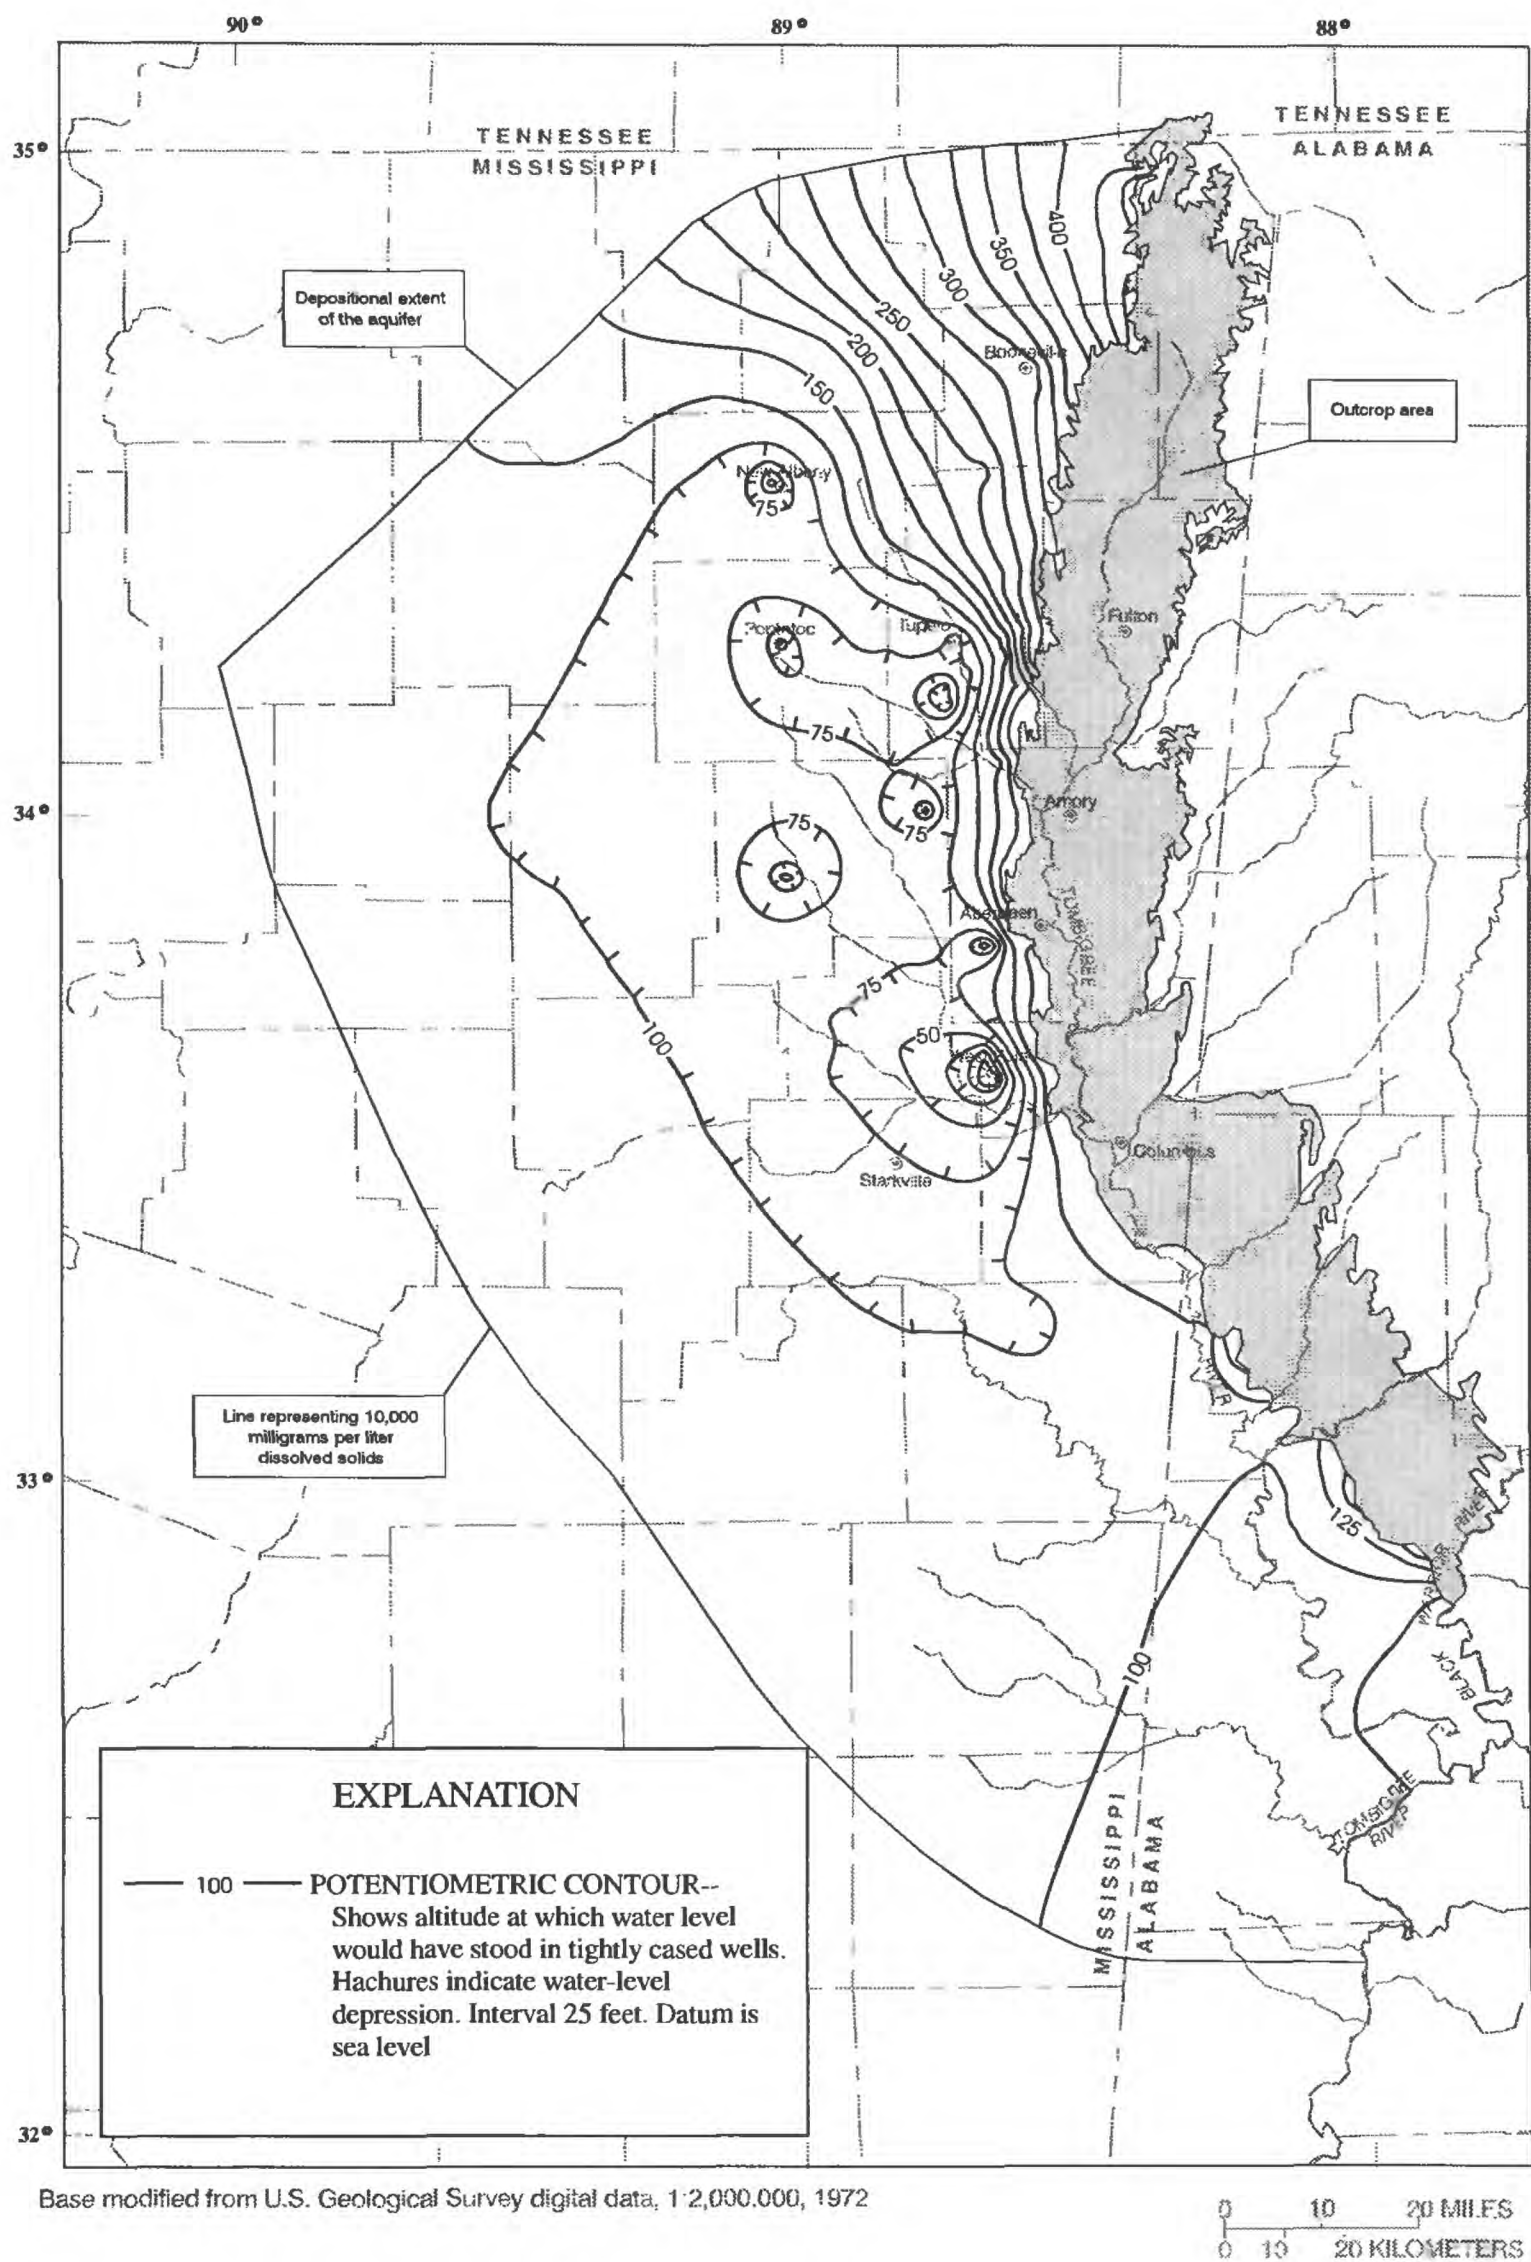 90°
89°
88°
35°
TENNESSEE
MISSISSIPPI
TENNESSEE
ALABAMA
400
350
300
250
200
150
Depositional extent
of the aquifer
Booneville
Outcrop area
New Albany
75
Pontotoc
Tupelo
Fulton
75
34°
75
75
Amory
Aberdeen
TOMBIGBEE
75
100
50
Columbus
Starkville
RIVER
Line representing 10,000
milligrams per liter
dissolved solids
33°
125
RIVER
WARRIOR
BLACK
100
TOMBIGBEE
RIVER
MISSISSIPPI
ALABAMA
EXPLANATION
100
POTENTIOMETRIC CONTOUR--
Shows altitude at which water level
would have stood in tightly cased wells.
Hachures indicate water-level
depression. Interval 25 feet. Datum is
sea level
32°
Base modified from U.S. Geological Survey digital data, 1:2,000,000, 1972
0 10 20 MILES
0 10 20 KILOMETERS